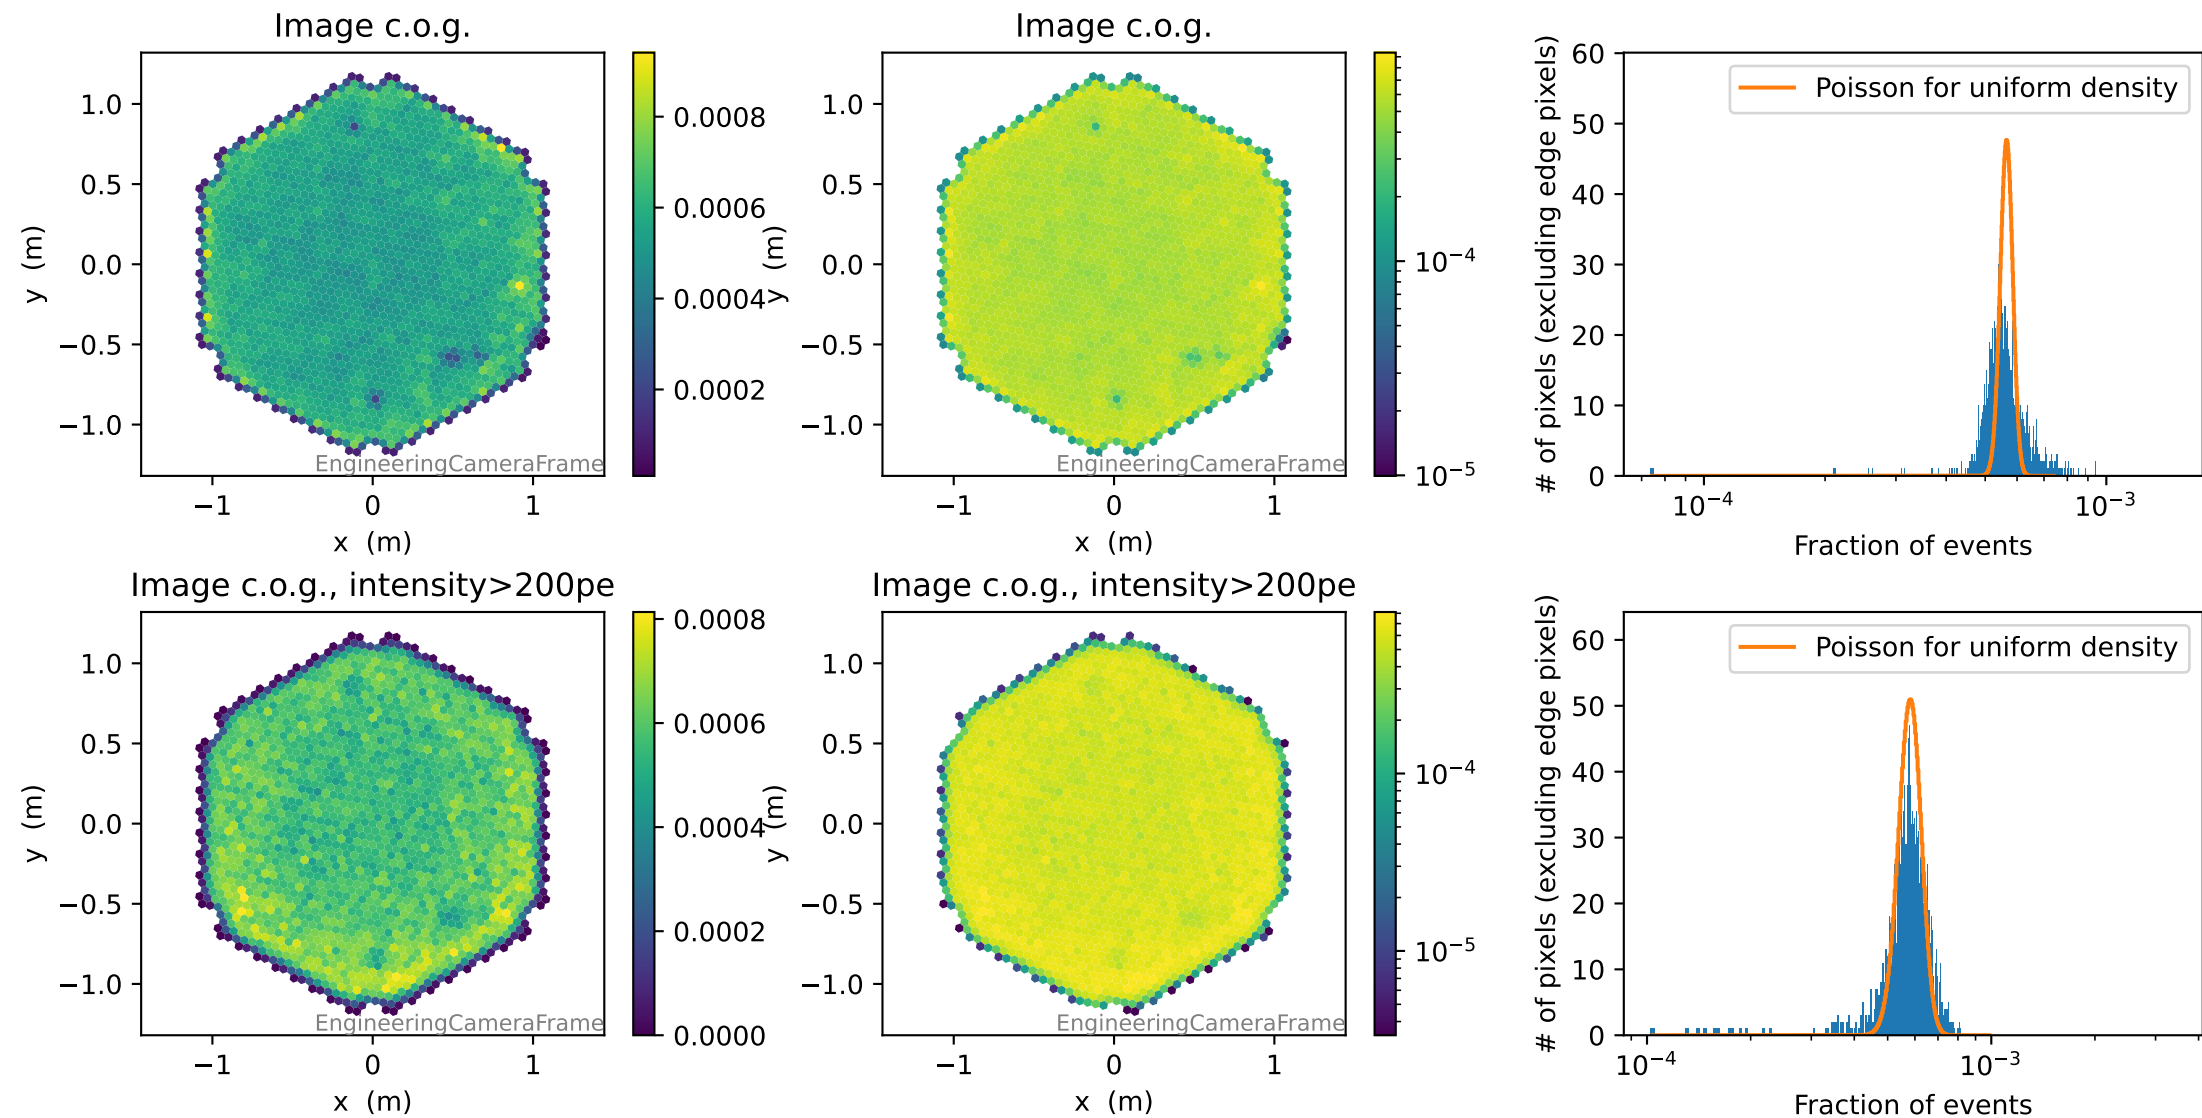 Image c.o.g.
1.0
0.5
0.0
−0.5
−1.0
y (m)
−1
0
1
x (m)
EngineeringCameraFrame
0.0008
0.0006
0.0004
0.0002
Image c.o.g.
1.0
0.5
0.0
−0.5
−1.0
y (m)
−1
0
1
x (m)
EngineeringCameraFrame
10⁻⁴
10⁻⁵
Poisson for uniform density
60
50
40
30
20
10
0
# of pixels (excluding edge pixels)
10⁻⁴
10⁻³
Fraction of events
Image c.o.g., intensity>200pe
1.0
0.5
0.0
−0.5
−1.0
y (m)
−1
0
1
x (m)
EngineeringCameraFrame
0.0008
0.0006
0.0004
0.0002
0.0000
Image c.o.g., intensity>200pe
1.0
0.5
0.0
−0.5
−1.0
y (m)
−1
0
1
x (m)
EngineeringCameraFrame
10⁻⁴
10⁻⁵
Poisson for uniform density
60
50
40
30
20
10
0
# of pixels (excluding edge pixels)
10⁻⁴
10⁻³
Fraction of events